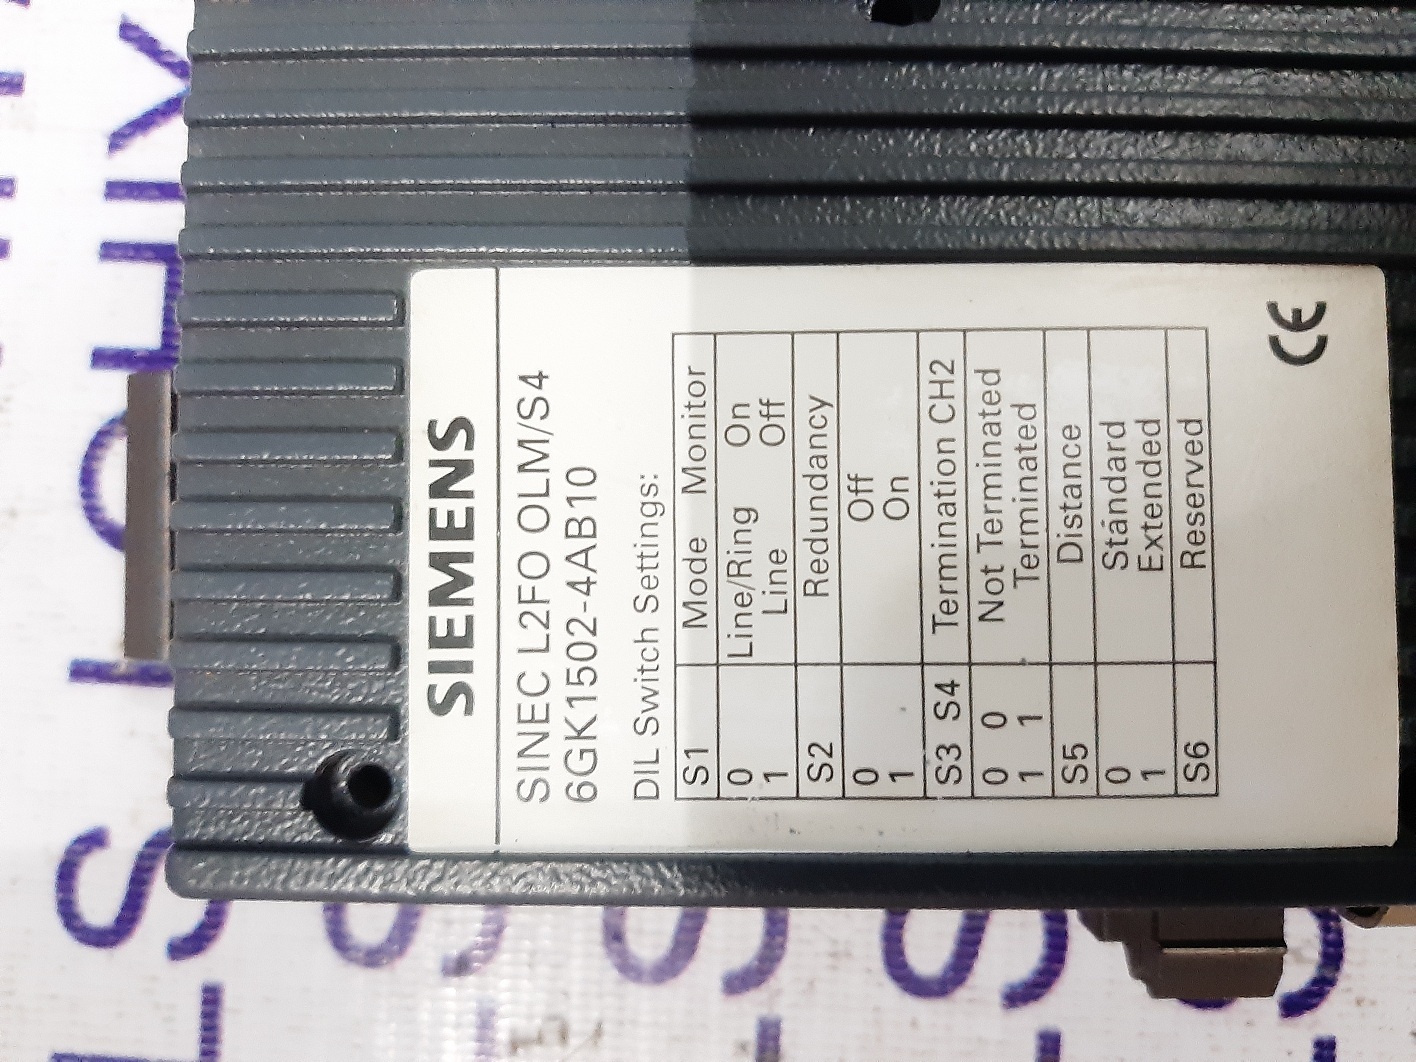 SIEMENS
SINEC L2FO OLM/S4
6GK1502-4AB10
DIL Switch Settings:
S1 Mode Monitor
0 Line/Ring On
1 Line Off
S2 Redundancy
0 Off
1 On
S3 S4 Termination CH2
0 0 Not Terminated
1 1 Terminated
S5 Distance
0 Standard
1 Extended
S6 Reserved
CE